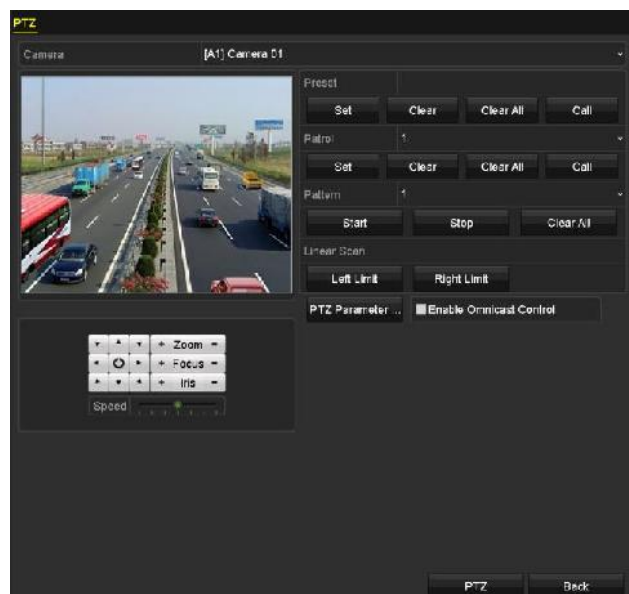 PTZ
Camera [A1] Camera 01
Preset
Set Clear Clear All Call
Patrol 1
Set Clear Clear All Call
Pattern 1
Start Stop Clear All
Linear Scan
Left Limit Right Limit
PTZ Parameter ... Enable Omnicast Control
+ Zoom -
+ Focus -
+ Iris -
Speed
PTZ Back